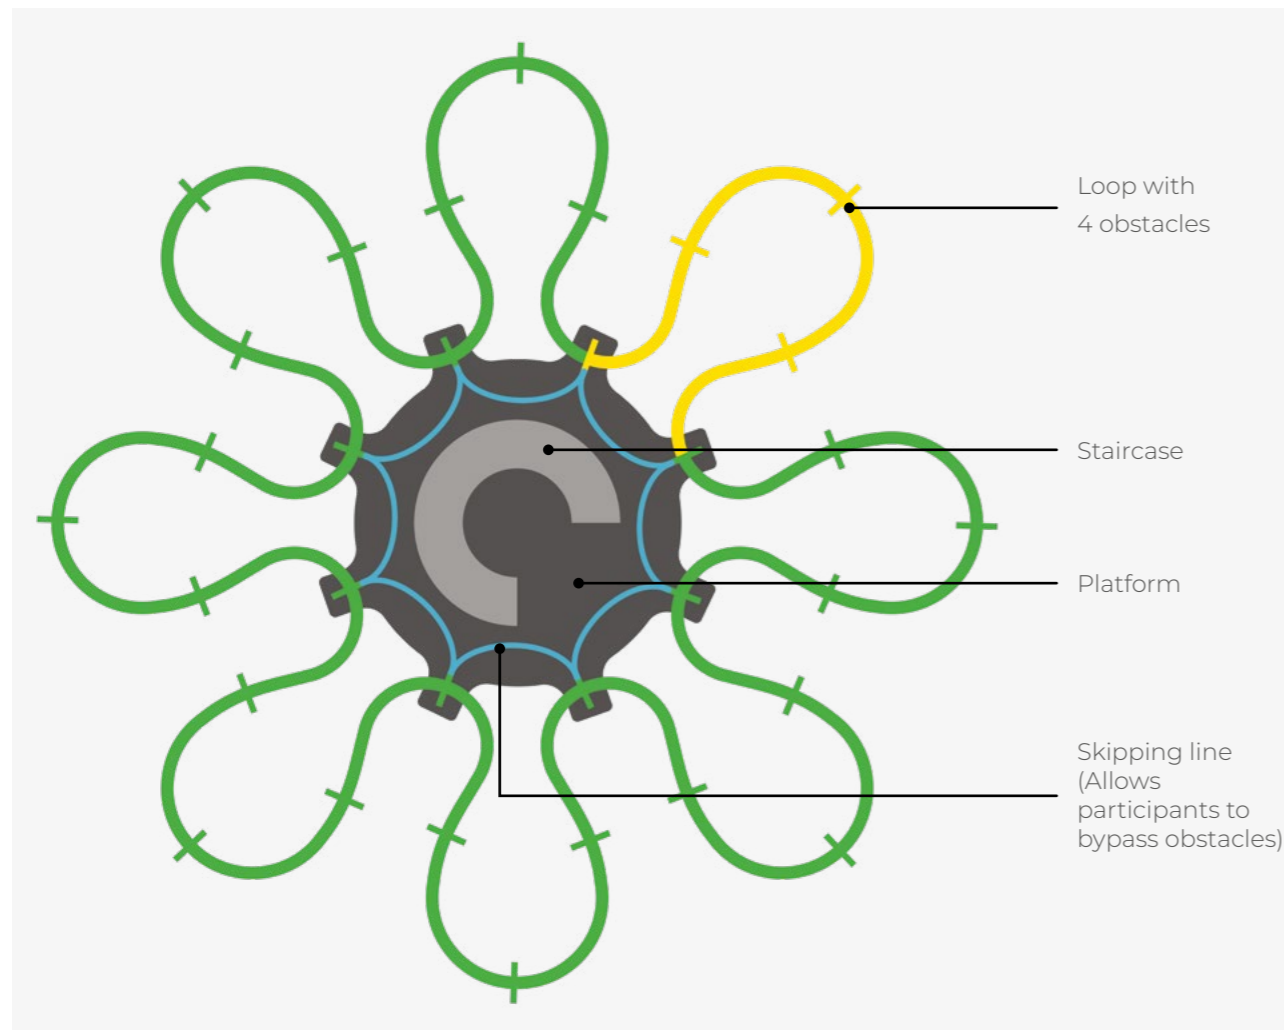 Loop with
4 obstacles
Staircase
Platform
Skipping line
(Allows
participants to
bypass obstacles)